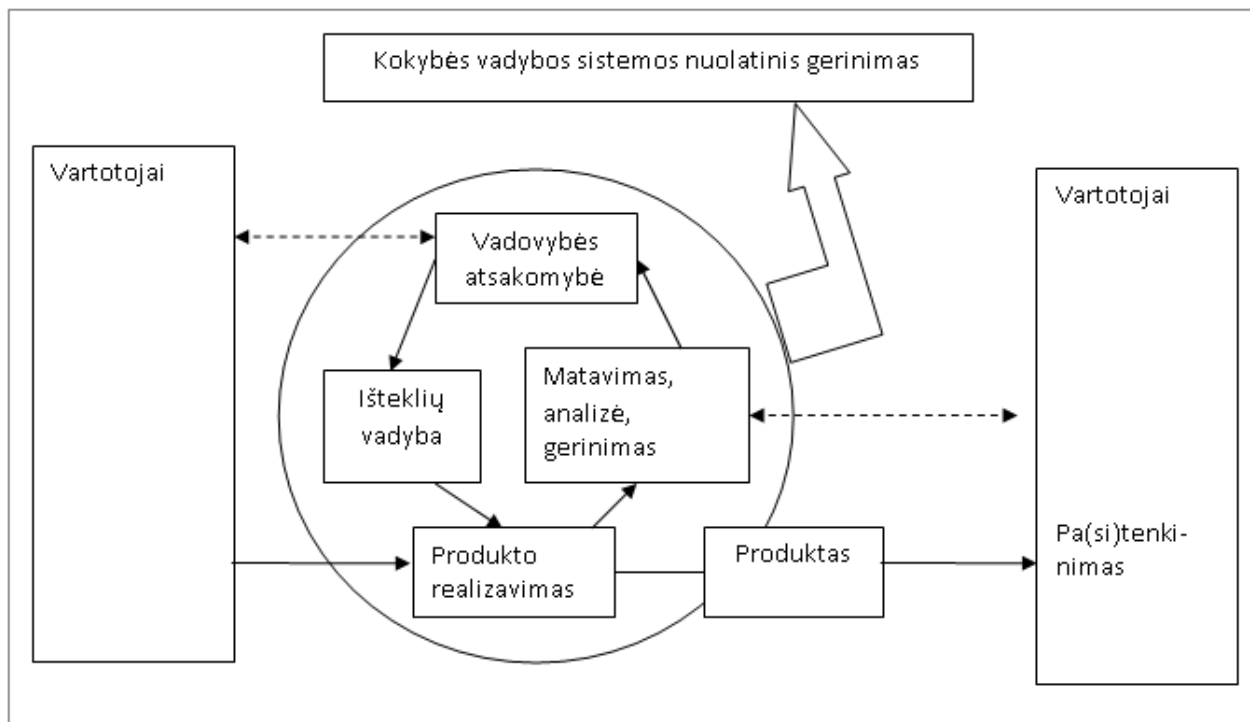 Kokybės vadybos sistemos nuolatinis gerinimas
Vartotojai
Vartotojai
Vadovybės
atsakomybė
Išteklių
vadyba
Matavimas,
analizė,
gerinimas
Produkto
realizavimas
Produktas
Pa(si)tenki-
nimas